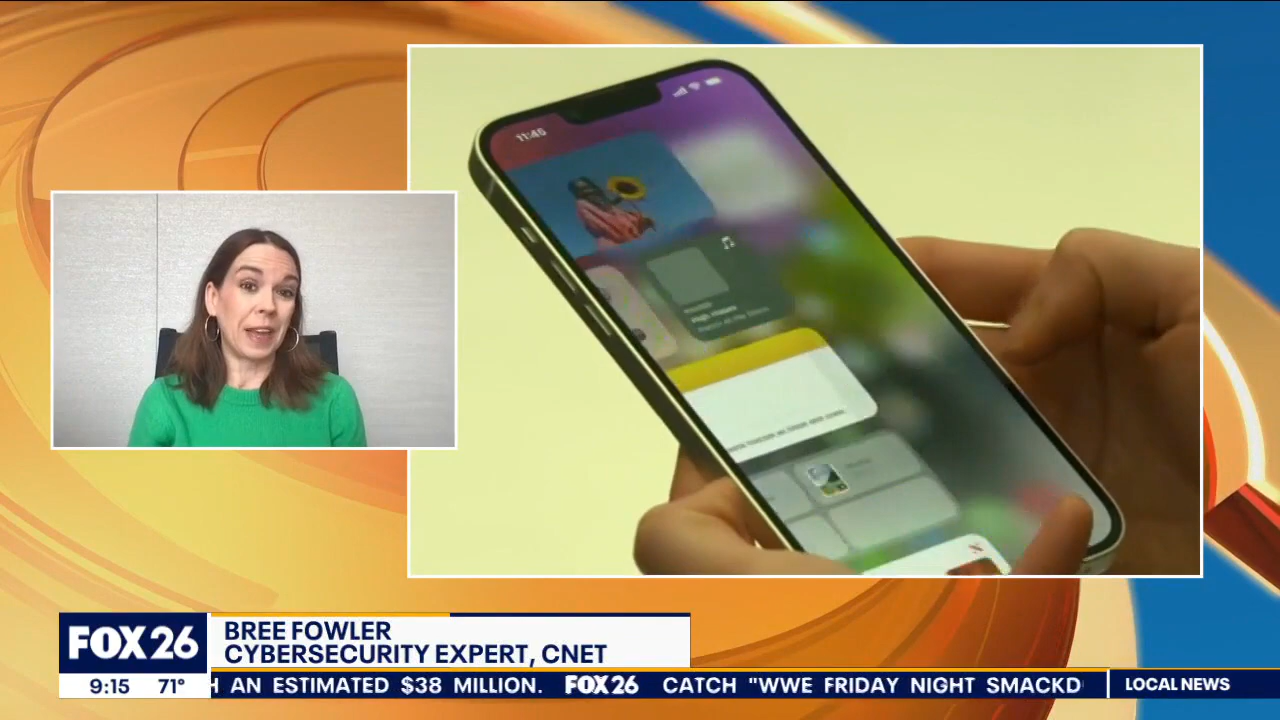 11:46
FOX 26
BREE FOWLER
CYBERSECURITY EXPERT, CNET
9:15 71°
H AN ESTIMATED $38 MILLION. FOX 26 CATCH "WWE FRIDAY NIGHT SMACKD
LOCAL NEWS